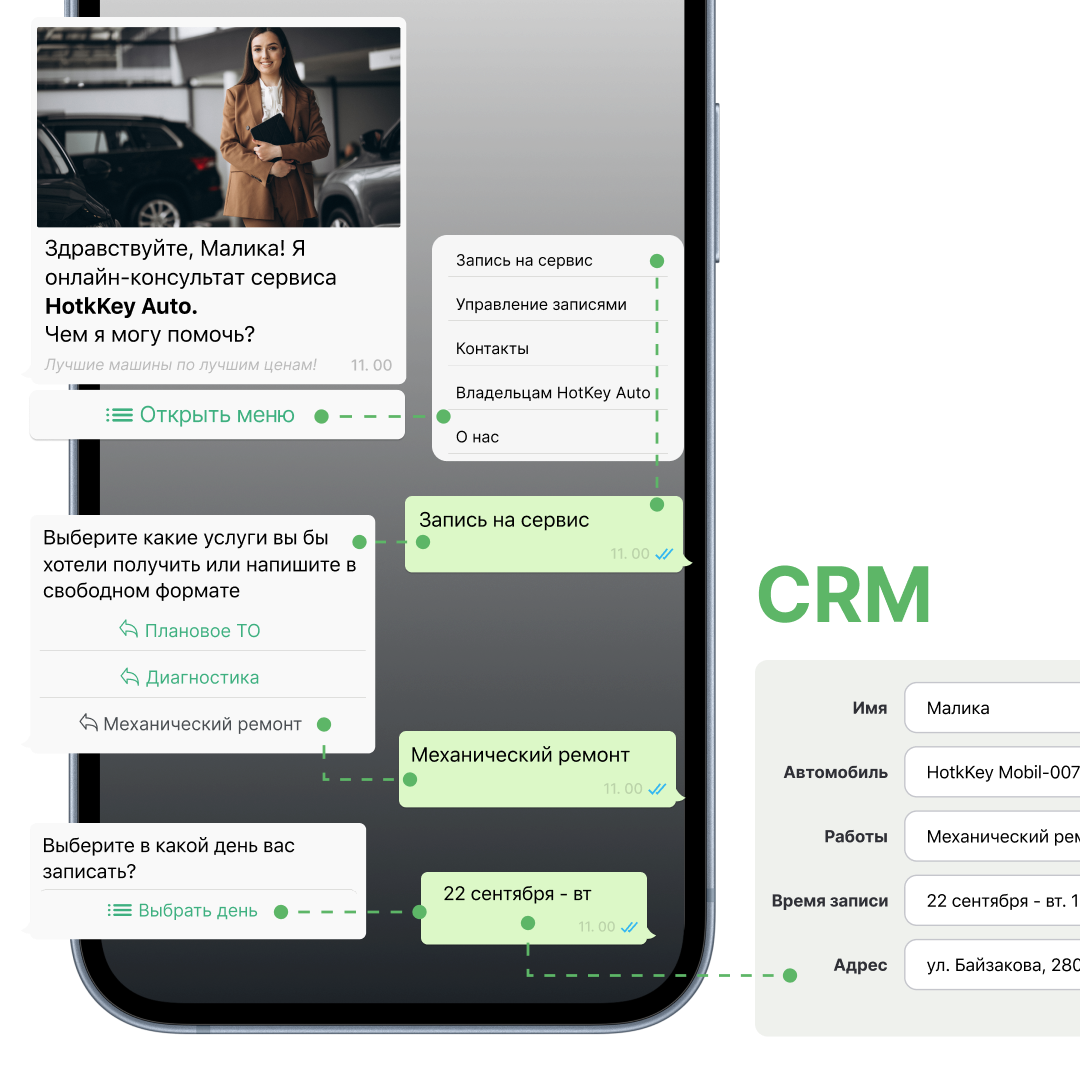 Здравствуйте, Малика! Я
онлайн-консультат сервиса
HotkKey Auto.
Чем я могу помочь?
Лучшие машины по лучшим ценам! 11. 00
Открыть меню
Запись на сервис
Управление записями
Контакты
Владельцам HotKey Auto
О нас
Запись на сервис
11. 00
Выберите какие услуги вы бы
хотели получить или напишите в
свободном формате
Плановое ТО
Диагностика
Механический ремонт
Механический ремонт
11. 00
Выберите в какой день вас
записать?
Выбрать день
22 сентября - вт
11. 00
CRM
Имя Малика
Автомобиль HotkKey Mobil-007
Работы Механический рем
Время записи 22 сентября - вт. 1
Адрес ул. Байзакова, 280